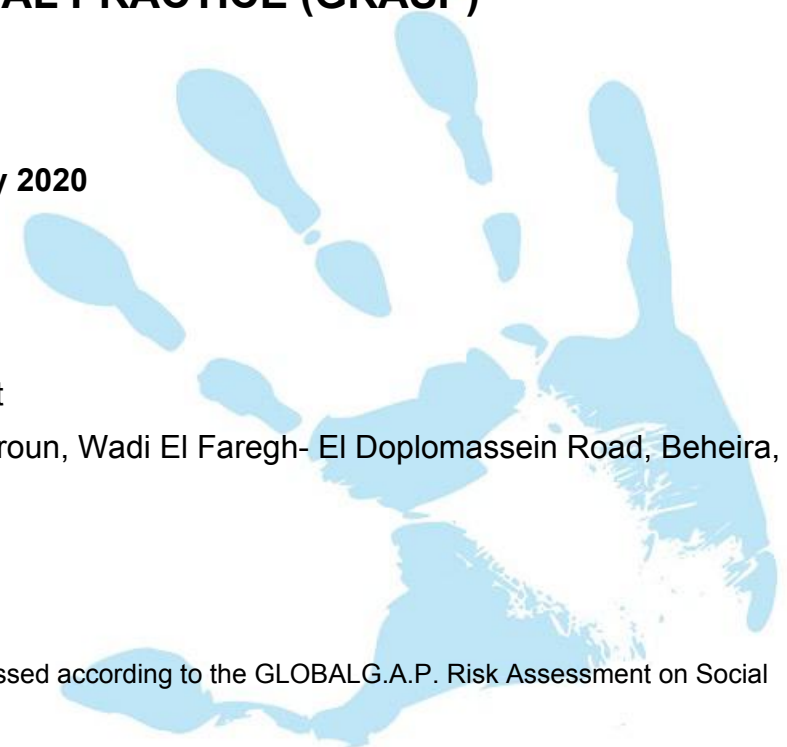 AL PRACTICE (GRASP)
y 2020
t
roun, Wadi El Faregh- El Doplomassein Road, Beheira,
ssed according to the GLOBALG.A.P. Risk Assessment on Social